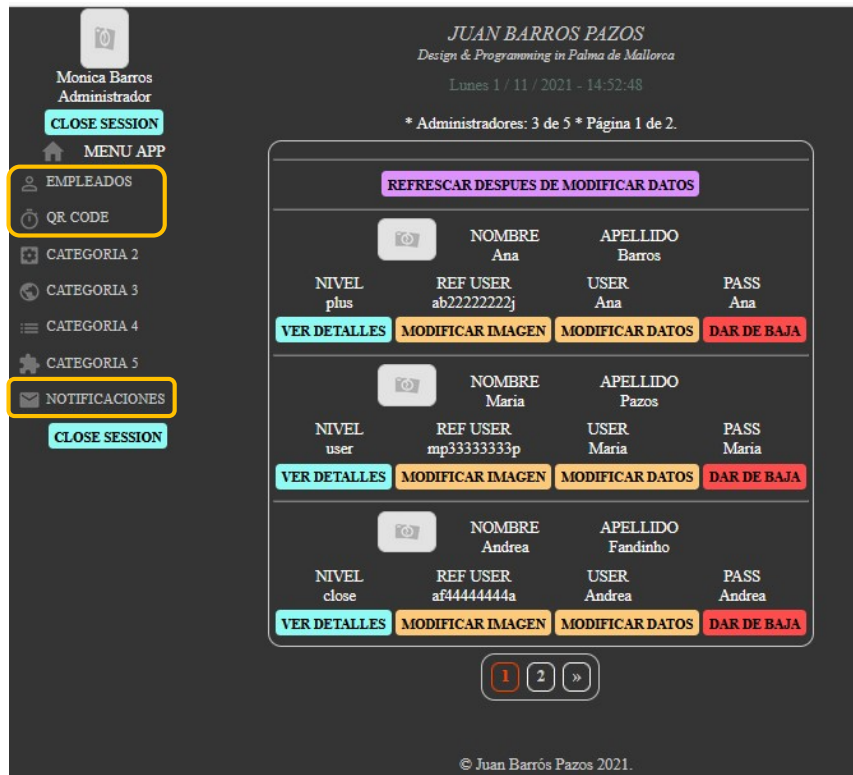 Monica Barros
Administrador
CLOSE SESSION
MENU APP
EMPLEADOS
QR CODE
CATEGORIA 2
CATEGORIA 3
CATEGORIA 4
CATEGORIA 5
NOTIFICACIONES
CLOSE SESSION
JUAN BARROS PAZOS
Design & Programming in Palma de Mallorca
Lunes 1 / 11 / 2021 - 14:52:48
* Administradores: 3 de 5 * Página 1 de 2.
REFRESCAR DESPUES DE MODIFICAR DATOS
NOMBRE APELLIDO
Ana Barros
NIVEL REF USER USER PASS
plus ab22222222j Ana Ana
VER DETALLES MODIFICAR IMAGEN MODIFICAR DATOS DAR DE BAJA
NOMBRE APELLIDO
Maria Pazos
NIVEL REF USER USER PASS
user mp33333333p Maria Maria
VER DETALLES MODIFICAR IMAGEN MODIFICAR DATOS DAR DE BAJA
NOMBRE APELLIDO
Andrea Fandinho
NIVEL REF USER USER PASS
close af44444444a Andrea Andrea
VER DETALLES MODIFICAR IMAGEN MODIFICAR DATOS DAR DE BAJA
1 2 »
© Juan Barrós Pazos 2021.